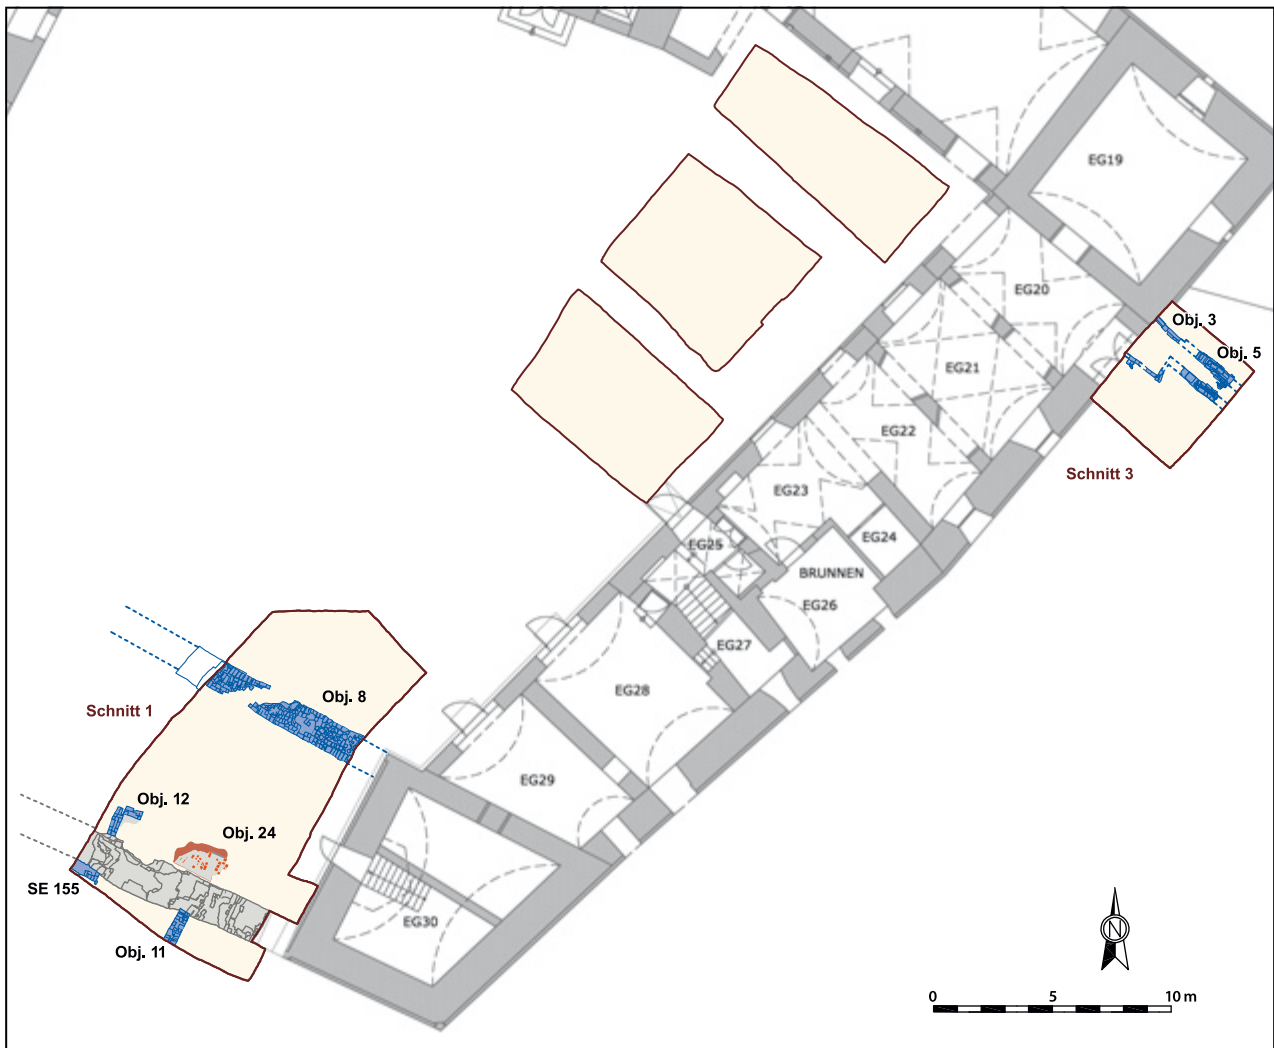 EG19
EG20
Obj. 3
Obj. 5
EG21
EG22
Schnitt 3
EG23
EG24
EG25
BRUNNEN
EG26
EG27
EG28
Obj. 8
Schnitt 1
EG29
Obj. 12
Obj. 24
SE 155
EG30
Obj. 11
N
0 5 10 m